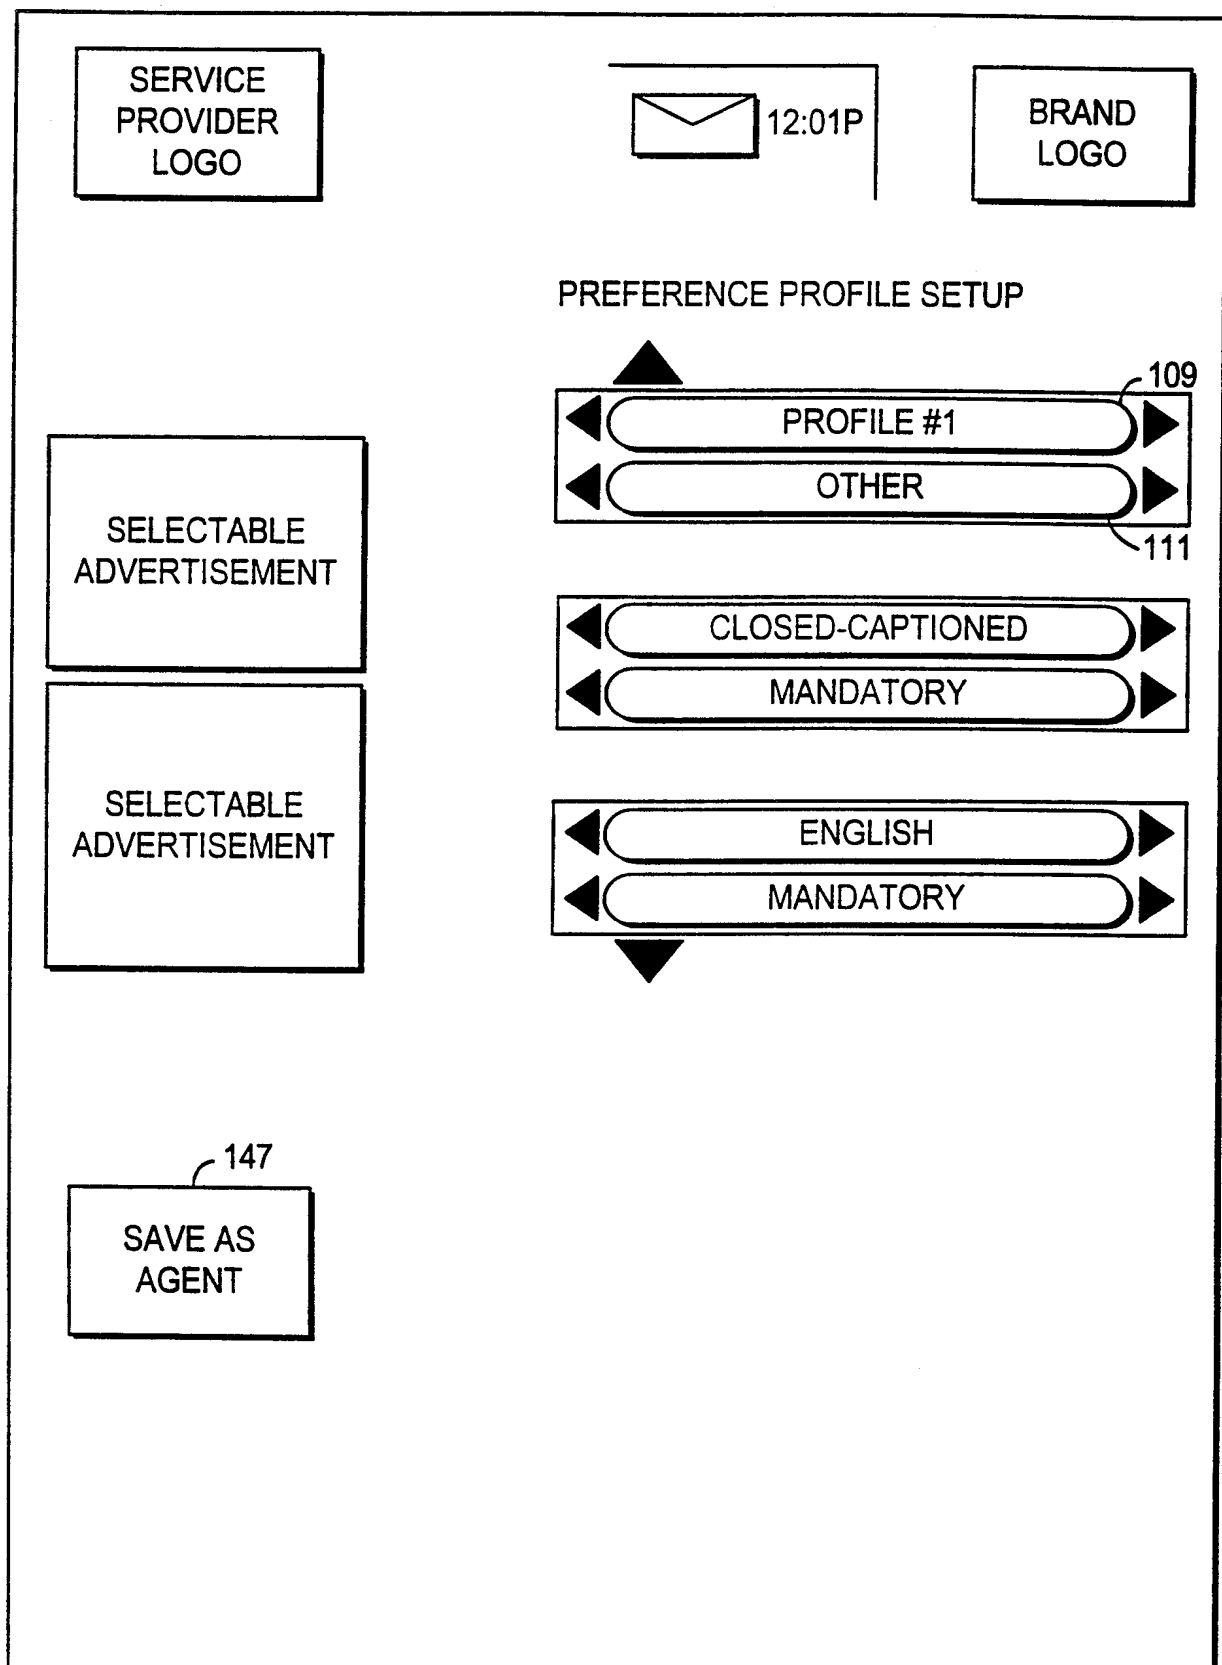 SERVICE
PROVIDER
LOGO
12:01P
BRAND
LOGO
PREFERENCE PROFILE SETUP
109
PROFILE #1
OTHER
111
SELECTABLE
ADVERTISEMENT
CLOSED-CAPTIONED
MANDATORY
SELECTABLE
ADVERTISEMENT
ENGLISH
MANDATORY
147
SAVE AS
AGENT